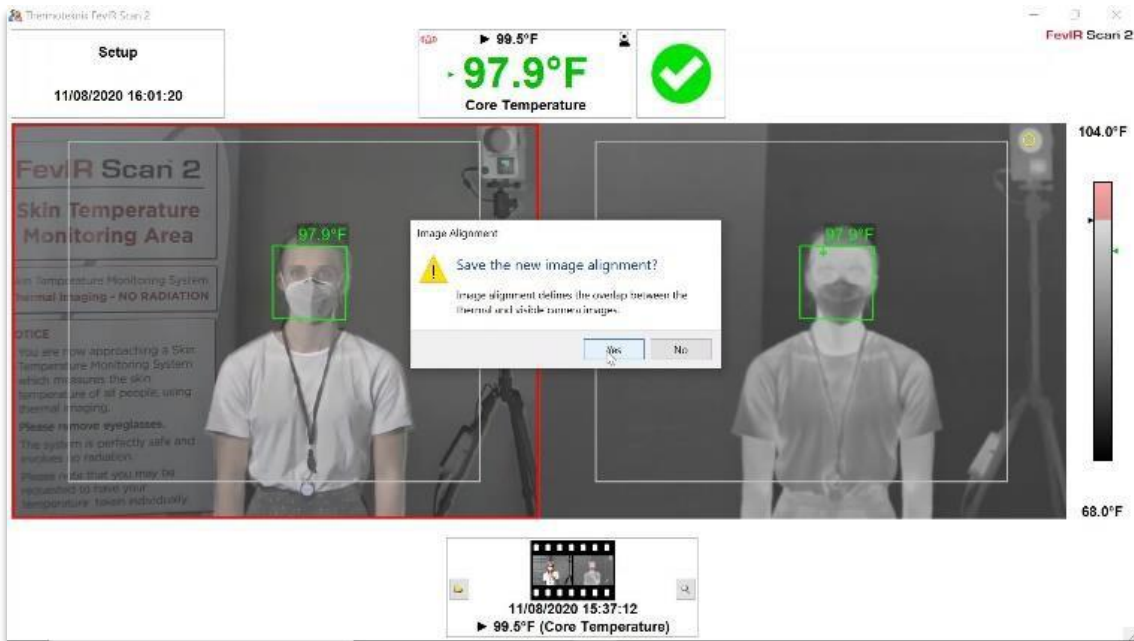 Thermoteknix FevIR Scan 2
FevIR Scan 2
Setup
11/08/2020 16:01:20
► 99.5°F
97.9°F
Core Temperature
104.0°F
68.0°F
FevIR Scan 2
Skin Temperature
Monitoring Area
Skin Temperature Monitoring System
Thermal Imaging - NO RADIATION
NOTICE
You are now approaching a Skin
Temperature Monitoring System
which measures the skin
temperature of all people, using
thermal imaging.
Please remove eyeglasses.
The system is perfectly safe and
involves no radiation.
Please note that you may be
requested to have your
temperature taken individually.
97.9°F
97.9°F
Image Alignment
Save the new image alignment?
Image alignment defines the overlap between the
thermal and visible camera images.
Yes
No
11/08/2020 15:37:12
► 99.5°F (Core Temperature)